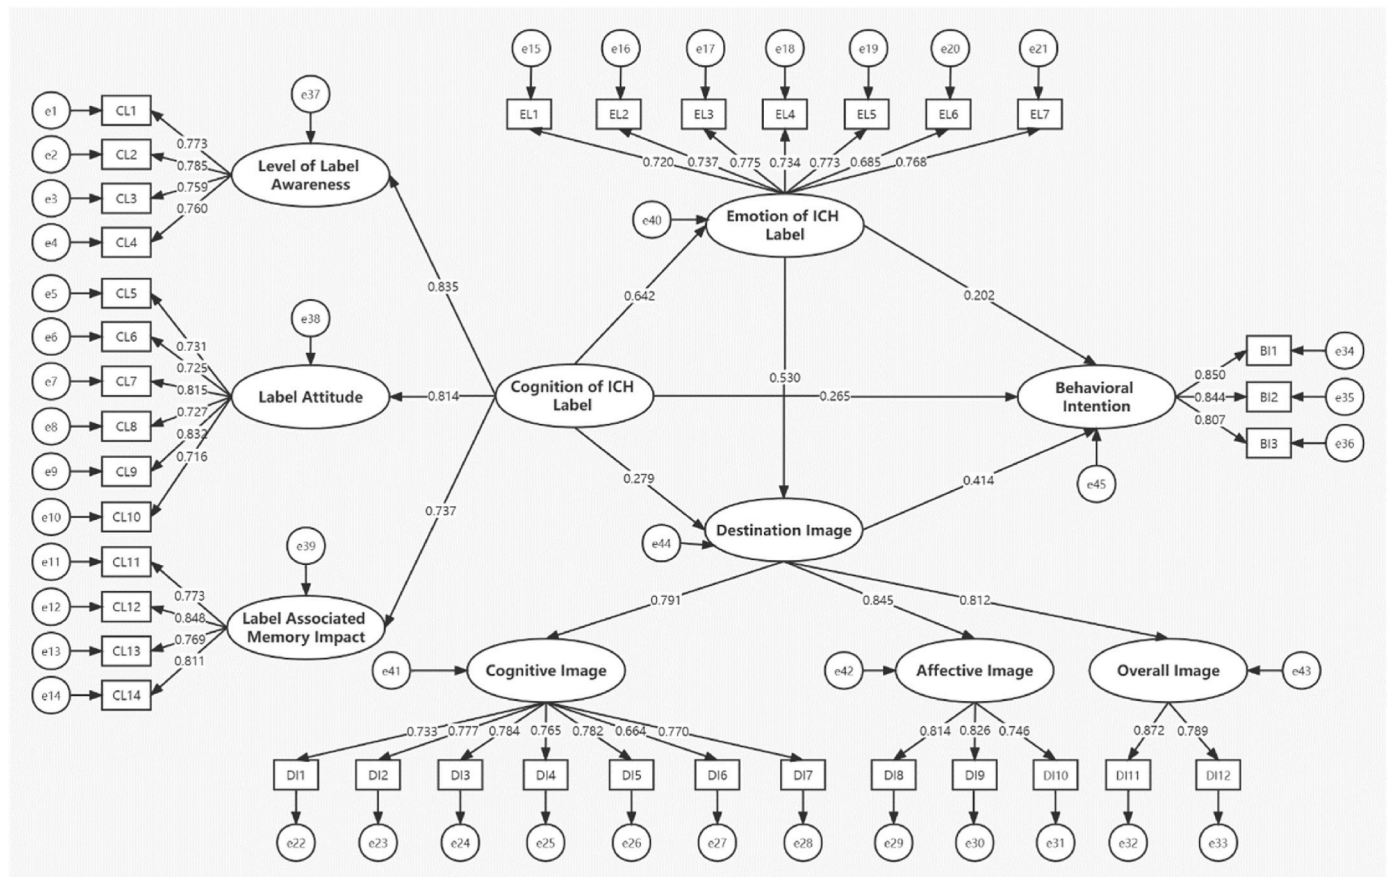 e15
e16
e17
e18
e19
e20
e21
EL1
EL2
EL3
EL4
EL5
EL6
EL7
0.720
0.737
0.775
0.734
0.773
0.685
0.768
e1
CL1
e2
CL2
e3
CL3
e4
CL4
0.773
0.785
0.759
0.760
e37
Level of Label
Awareness
e40
Emotion of ICH
Label
0.835
0.642
0.202
0.530
e5
CL5
e6
CL6
e7
CL7
e8
CL8
e9
CL9
e10
CL10
0.731
0.725
0.815
0.727
0.832
0.716
e38
Label Attitude
0.814
Cognition of ICH
Label
0.265
Behavioral
Intention
e45
0.850
0.844
0.807
BI1
e34
BI2
e35
BI3
e36
0.279
0.414
0.737
e44
Destination Image
e11
CL11
e12
CL12
e13
CL13
e14
CL14
0.773
0.848
0.769
0.811
e39
Label Associated
Memory Impact
0.791
0.845
0.812
e41
Cognitive Image
e42
Affective Image
Overall Image
e43
0.733
0.777
0.784
0.765
0.782
0.664
0.770
0.814
0.826
0.746
0.872
0.789
DI1
DI2
DI3
DI4
DI5
DI6
DI7
DI8
DI9
DI10
DI11
DI12
e22
e23
e24
e25
e26
e27
e28
e29
e30
e31
e32
e33